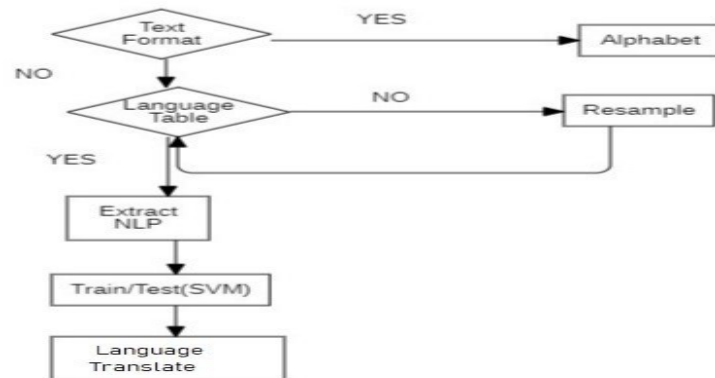 Text
Format
YES
Alphabet
NO
Language
Table
NO
Resample
YES
Extract
NLP
Train/Test(SVM)
Language
Translate